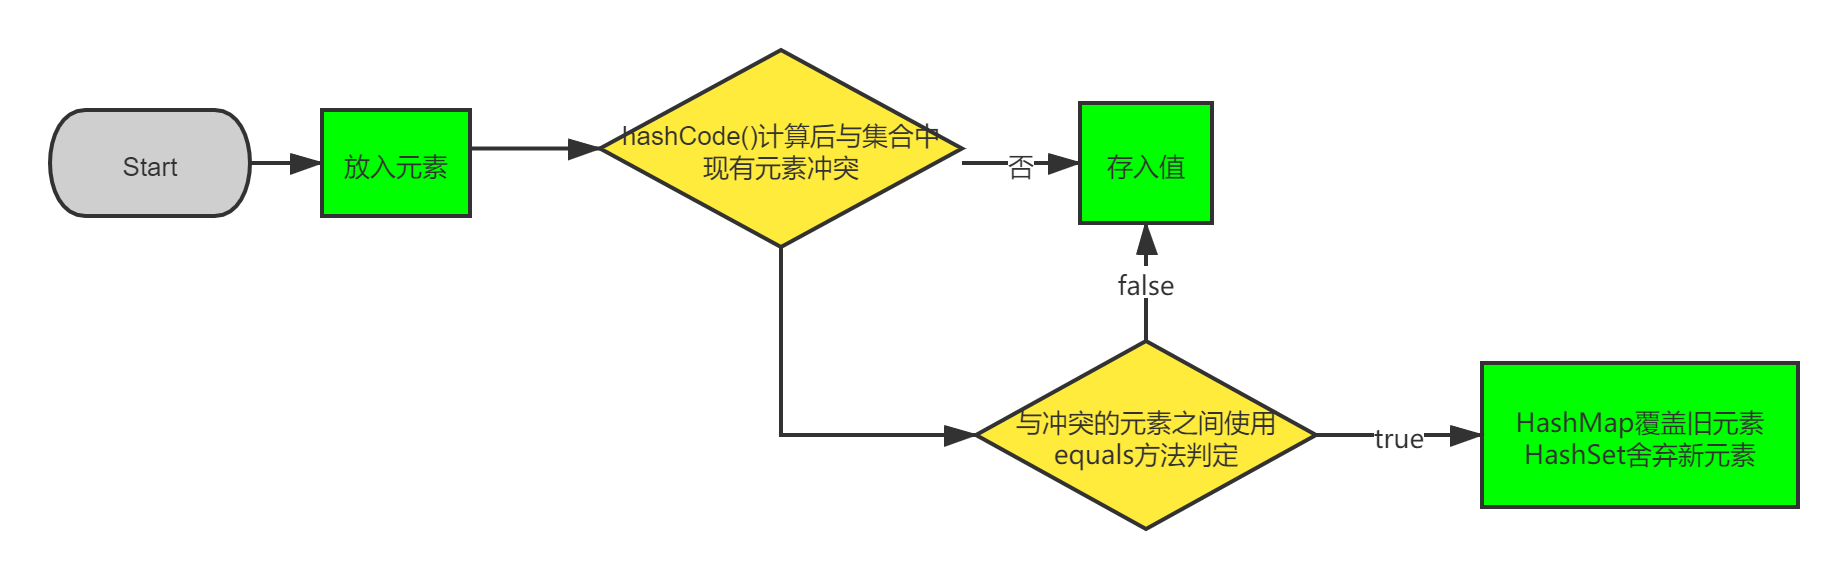 Start
放入元素
hashCode()计算后与集合中
现有元素冲突
否
存入值
false
与冲突的元素之间使用
equals方法判定
true
HashMap覆盖旧元素
HashSet舍弃新元素